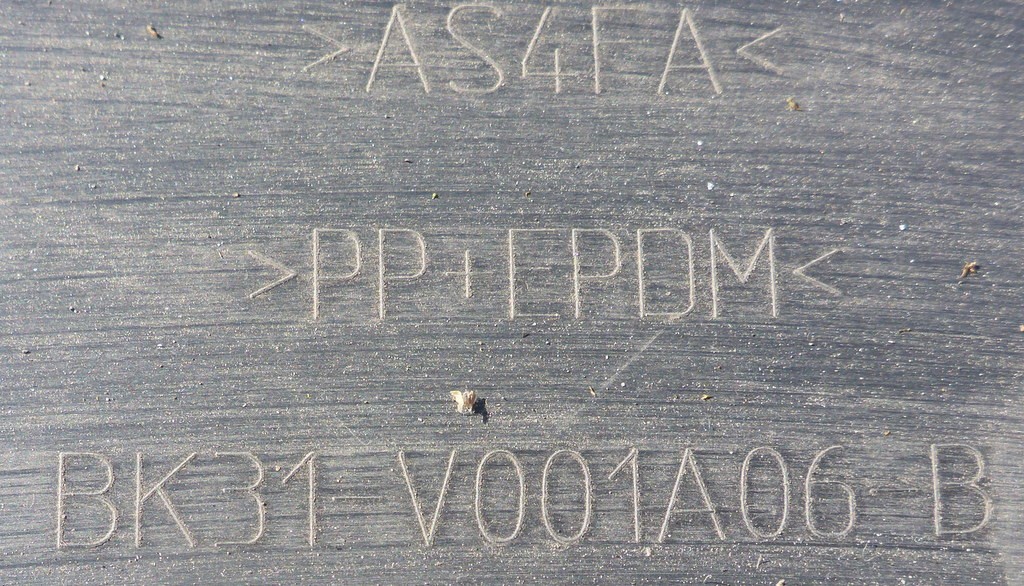 >AS4FA<
>PP+EPDM<
BK31-V001A06-B